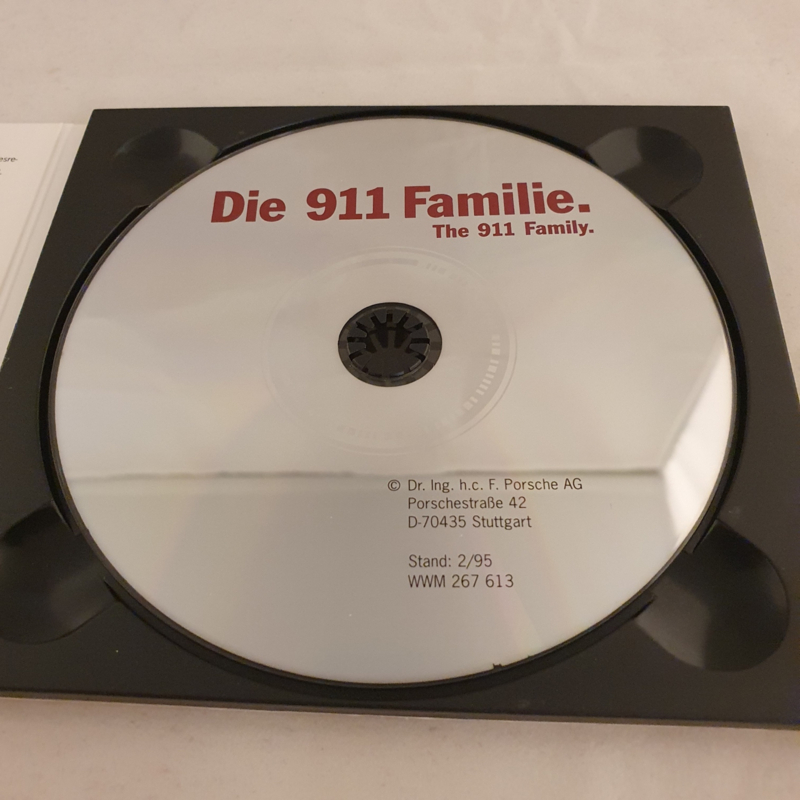 Die 911 Familie.
The 911 Family.
© Dr. Ing. h.c. F. Porsche AG
Porschestraße 42
D-70435 Stuttgart
Stand: 2/95
WWM 267 613